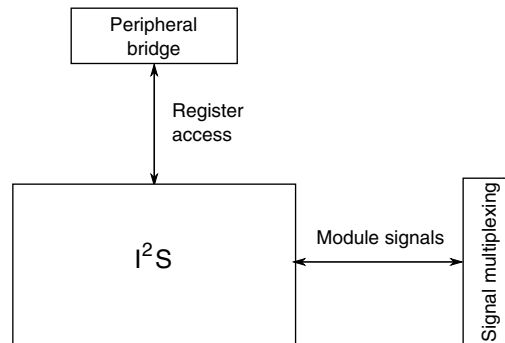 Peripheral
bridge
Register
access
I²S
Module signals
Signal multiplexing